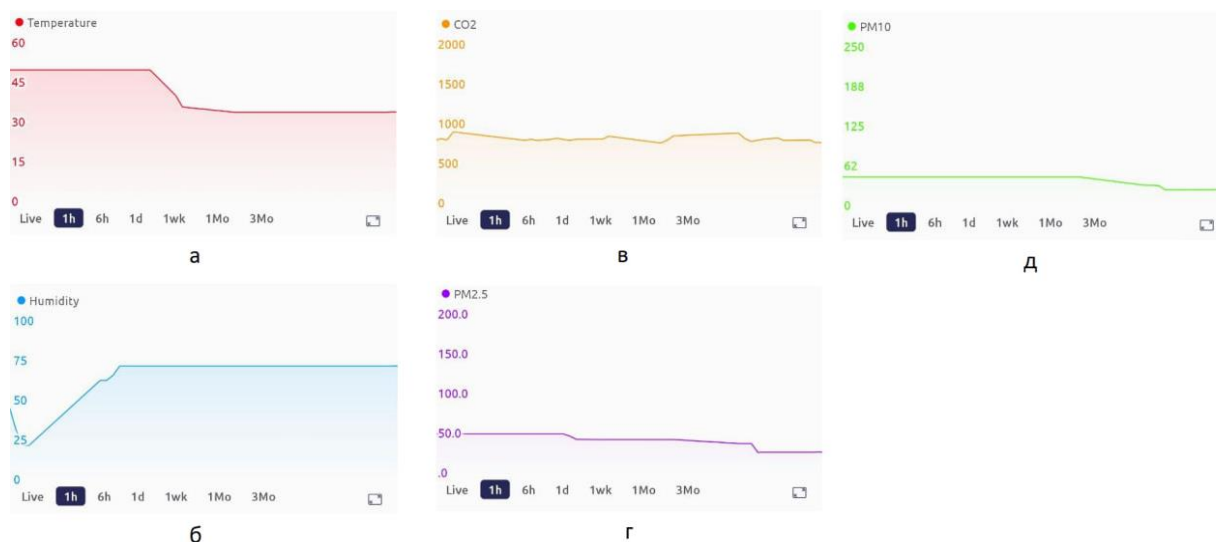 Temperature
60
45
30
15
0
Live 1h 6h 1d 1wk 1Mo 3Mo
а
CO2
2000
1500
1000
500
0
Live 1h 6h 1d 1wk 1Mo 3Mo
в
PM10
250
188
125
62
0
Live 1h 6h 1d 1wk 1Mo 3Mo
д
Humidity
100
75
50
25
0
Live 1h 6h 1d 1wk 1Mo 3Mo
б
PM2.5
200.0
150.0
100.0
50.0
.0
Live 1h 6h 1d 1wk 1Mo 3Mo
г